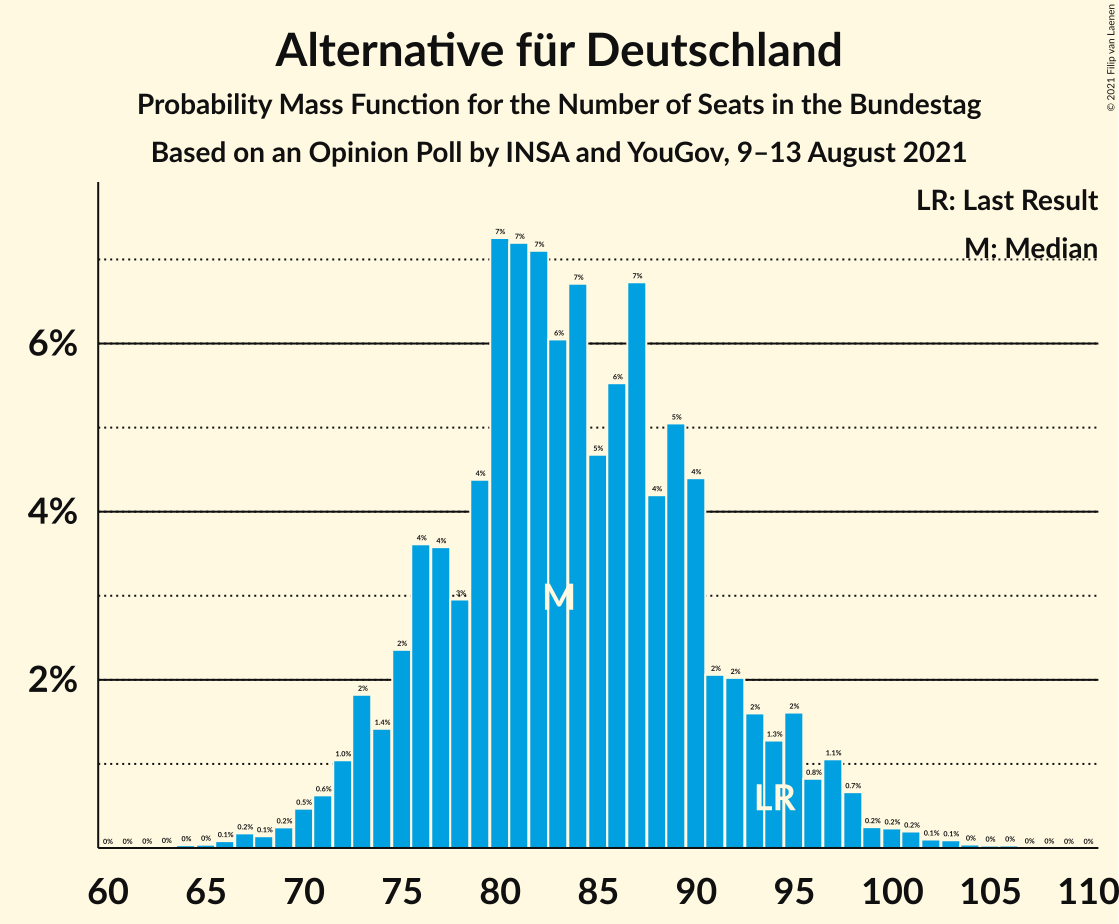 Alternative für Deutschland
Probability Mass Function for the Number of Seats in the Bundestag
Based on an Opinion Poll by INSA and YouGov, 9–13 August 2021
© 2021 Filip van Laenen
LR: Last Result
M: Median
6%
4%
2%
0% 0% 0% 0% 0% 0% 0.1% 0.2% 0.1% 0.2% 0.5% 0.6% 1.0% 2% 1.4% 2% 4% 4% 3% 4% 7% 7% 7% 6% 7% 5% 6% 7% 4% 5% 4% 2% 2% 2% 1.3% 2% 0.8% 1.1% 0.7% 0.2% 0.2% 0.2% 0.1% 0.1% 0% 0% 0% 0% 0% 0% 0%
M
LR
60 65 70 75 80 85 90 95 100 105 110